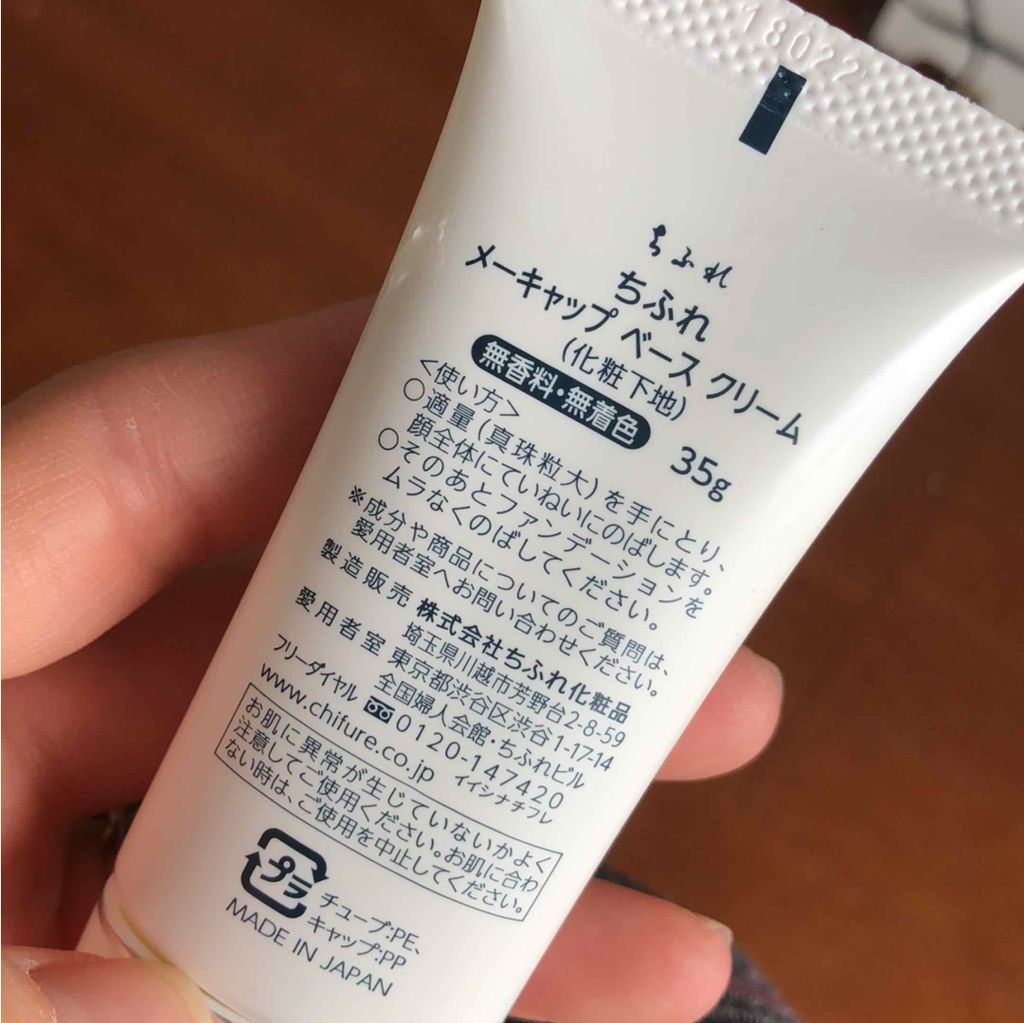 18022
ちふれ
ちふれ
メーキャップ ベース クリーム
(化粧下地)
無香料・無着色 35g
<使い方>
○適量(真珠粒大)を手にとり、
顔全体にていねいにのばします。
○そのあとファンデーションを
ムラなくのばしてください。
※成分や商品についてのご質問は、
愛用者室へお問い合わせください。
製造販売 株式会社ちふれ化粧品
埼玉県川越市芳野台2-8-59
愛用者室 東京都渋谷区渋谷1-17-14
全国婦人会館・ちふれビル
フリーダイヤル 0120-147420
イイシナチフレ
www.chifure.co.jp
お肌に異常が生じていないかよく
注意してご使用ください。お肌に合わ
ない時は、ご使用を中止してください。
プラ
チューブ:PE、
キャップ:PP
MADE IN JAPAN